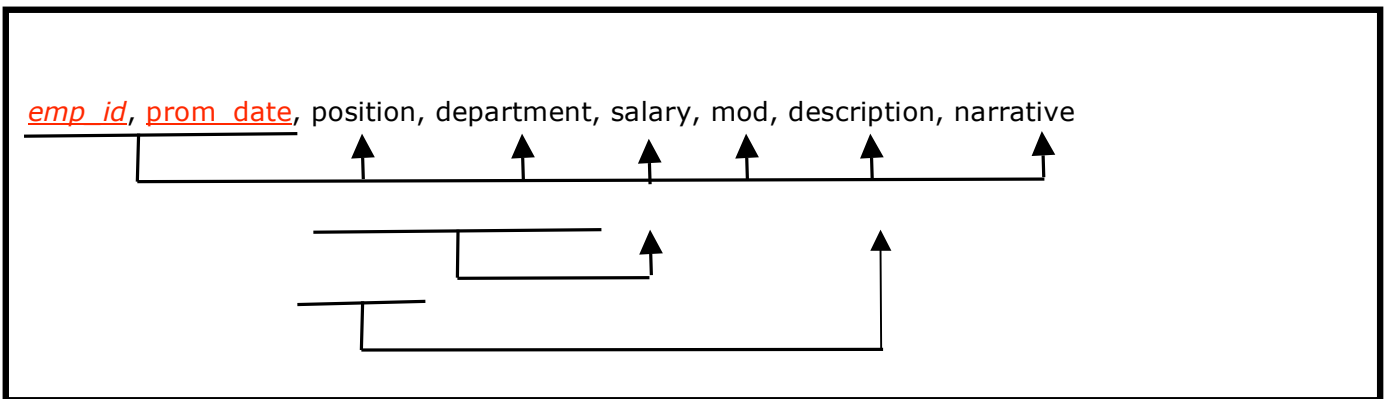 emp_id, prom_date, position, department, salary, mod, description, narrative